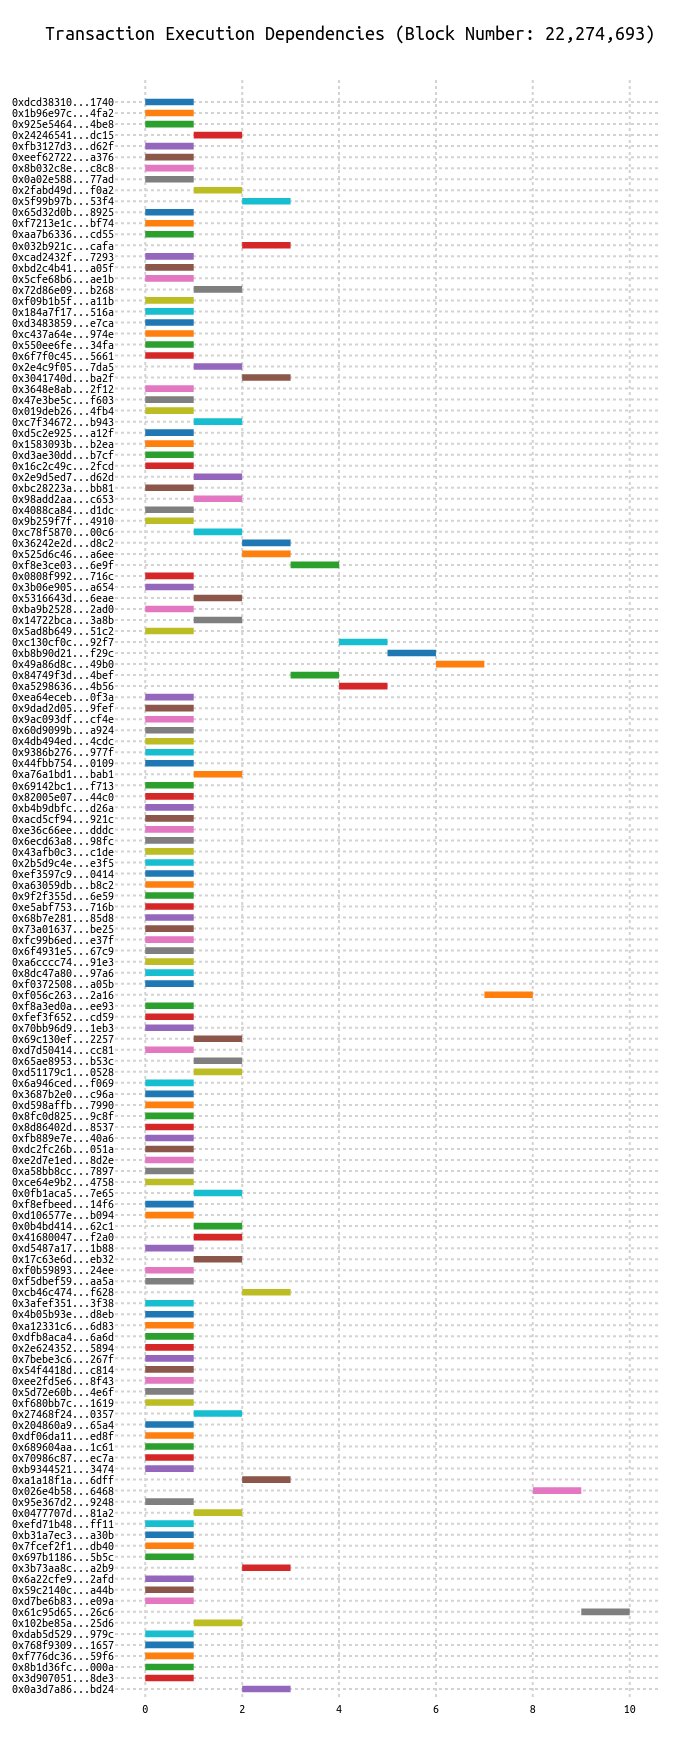 Transaction Execution Dependencies (Block Number: 22,274,693)
0xdcd38310...1740
0x1b96e97c...4fa2
0x925e5464...4be8
0x24246541...dc15
0xfb3127d3...d62f
0xeef62722...a376
0x8b032c8e...c8c8
0x0a02e588...77ad
0x2fabd49d...f0a2
0x5f99b97b...53f4
0x65d32d0b...8925
0xf7213e1c...bf74
0xaa7b6336...cd55
0x032b921c...cafa
0xcad2432f...7293
0xbd2c4b41...a05f
0x5cfe68b6...ae1b
0x72d86e09...b268
0xf09b1b5f...a11b
0x184a7f17...516a
0xd3483859...e7ca
0xc437a64e...974e
0x550ee6fe...34fa
0x6f7f0c45...5661
0x2e4c9f05...7da5
0x3041740d...ba2f
0x3648e8ab...2f12
0x47e3be5c...f603
0x019deb26...4fb4
0xc7f34672...b943
0xd5c2e925...a12f
0x1583093b...b2ea
0xd3ae30dd...b7cf
0x16c2c49c...2fcd
0x2e9d5ed7...d62d
0xbc28223a...bb81
0x98add2aa...c653
0x4088ca84...d1dc
0x9b259f7f...4910
0xc78f5870...00c6
0x36242e2d...d8c2
0x525d6c46...a6ee
0xf8e3ce03...6e9f
0x0808f992...716c
0x3b06e905...a654
0x5316643d...6eae
0xba9b2528...2ad0
0x14722bca...3a8b
0x5ad8b649...51c2
0xc130cf0c...92f7
0xb8b90d21...f29c
0x49a86d8c...49b0
0x84749f3d...4bef
0xa5298636...4b56
0xea64eceb...0f3a
0x9dad2d05...9fef
0x9ac093df...cf4e
0x60d9099b...a924
0x4db494ed...4cdc
0x9386b276...977f
0x44fbb754...0109
0xa76a1bd1...bab1
0x69142bc1...f713
0x82005e07...44c0
0xb4b9dbfc...d26a
0xacd5cf94...921c
0xe36c66ee...dddc
0x6ecd63a8...98fc
0x43afb0c3...c1de
0x2b5d9c4e...e3f5
0xef3597c9...0414
0xa63059db...b8c2
0x9f2f355d...6e59
0xe5abf753...716b
0x68b7e281...85d8
0x73a01637...be25
0xfc99b6ed...e37f
0x6f4931e5...67c9
0xa6cccc74...91e3
0x8dc47a80...97a6
0xf0372508...a05b
0xf056c263...2a16
0xf8a3ed0a...ee93
0xfef3f652...cd59
0x70bb96d9...1eb3
0x69c130ef...2257
0xd7d50414...cc81
0x65ae8953...b53c
0xd51179c1...0528
0x6a946ced...f069
0x3687b2e0...c96a
0xd598affb...7990
0x8fc0d825...9c8f
0x8d86402d...8537
0xfb889e7e...40a6
0xdc2fc26b...051a
0xe2d7e1ed...8d2e
0xa58bb8cc...7897
0xce64e9b2...4758
0x0fb1aca5...7e65
0xf8efbeed...14f6
0xd106577e...b094
0x0b4bd414...62c1
0x41680047...f2a0
0xd5487a17...1b88
0x17c63e6d...eb32
0xf0b59893...24ee
0xf5dbef59...aa5a
0xcb46c474...f628
0x3afef351...3f38
0x4b05b93e...d8eb
0xa12331c6...6d83
0xdfb8aca4...6a6d
0x2e624352...5894
0x7bebe3c6...267f
0x54f4418d...c814
0xee2fd5e6...8f43
0x5d72e60b...4e6f
0xf680bb7c...1619
0x27468f24...0357
0x204860a9...65a4
0xdf06da11...ed8f
0x689604aa...1c61
0x70986c87...ec7a
0xb9344521...3474
0xa1a18f1a...6dff
0x026e4b58...6468
0x95e367d2...9248
0x0477707d...81a2
0xefd71b48...ff11
0xb31a7ec3...a30b
0x7fcef2f1...db40
0x697b1186...5b5c
0x3b73aa8c...a2b9
0x6a22cfe9...2afd
0x59c2140c...a44b
0xd7be6b83...e09a
0x61c95d65...26c6
0x102be85a...25d6
0xdab5d529...979c
0x768f9309...1657
0xf776dc36...59f6
0x8b1d36fc...000a
0x3d907051...8de3
0x0a3d7a86...bd24
0 2 4 6 8 10